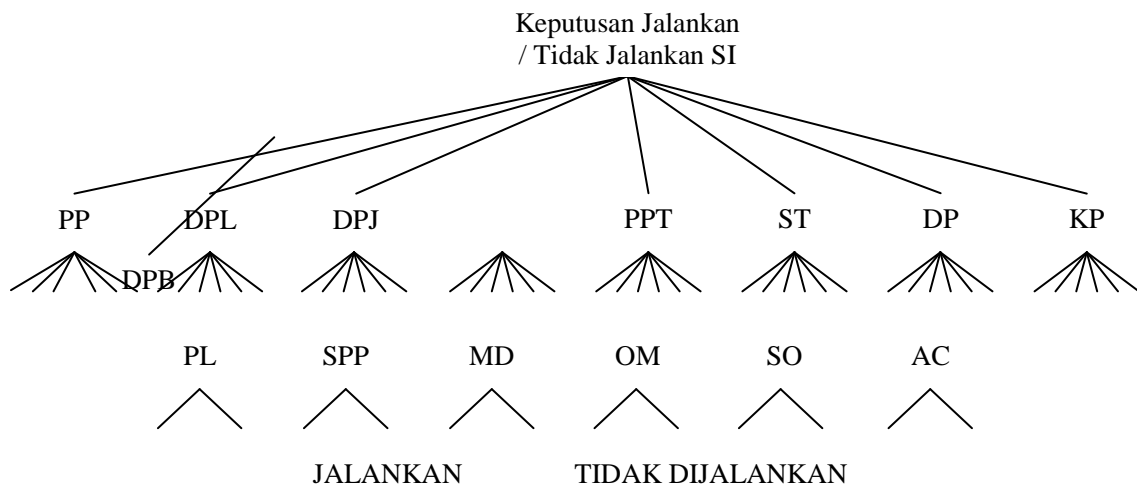 Keputusan Jalankan
/ Tidak Jalankan SI
PP DPL DPJ PPT ST DP KP
DPB
PL SPP MD OM SO AC
JALANKAN TIDAK DIJALANKAN